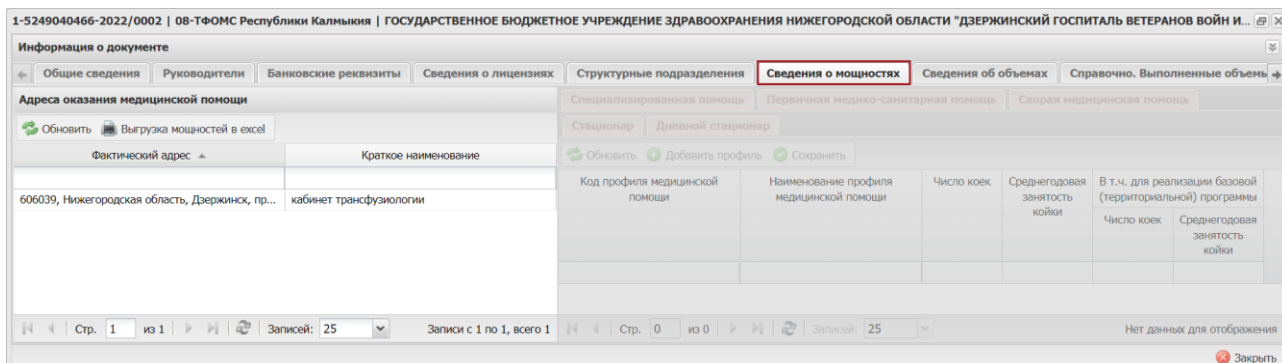 1-5249040466-2022/0002 | 08-ТФОМС Республики Калмыкия | ГОСУДАРСТВЕННОЕ БЮДЖЕТНОЕ УЧРЕЖДЕНИЕ ЗДРАВООХРАНЕНИЯ НИЖЕГОРОДСКОЙ ОБЛАСТИ "ДЗЕРЖИНСКИЙ ГОСПИТАЛЬ ВЕТЕРАНОВ ВОЙН И...
Информация о документе
Общие сведения Руководители Банковские реквизиты Сведения о лицензиях Структурные подразделения Сведения о мощностях Сведения об объемах Справочно. Выполненные объемы
Адреса оказания медицинской помощи
Обновить Выгрузка мощностей в excel
Фактический адрес Краткое наименование
606039, Нижегородская область, Дзержинск, пр... кабинет трансфузиологии
Стр. 1 из 1 Записей: 25 Записи с 1 по 1, всего 1
Специализированная помощь Первичная медико-санитарная помощь Скорая медицинская помощь
Стационар Дневной стационар
Обновить Добавить профиль Сохранить
Код профиля медицинской помощи Наименование профиля медицинской помощи Число коек Среднегодовая занятость койки В т.ч. для реализации базовой (территориальной) программы
Число коек Среднегодовая занятость койки
Стр. 0 из 0 Записей: 25 Нет данных для отображения
Закрыть